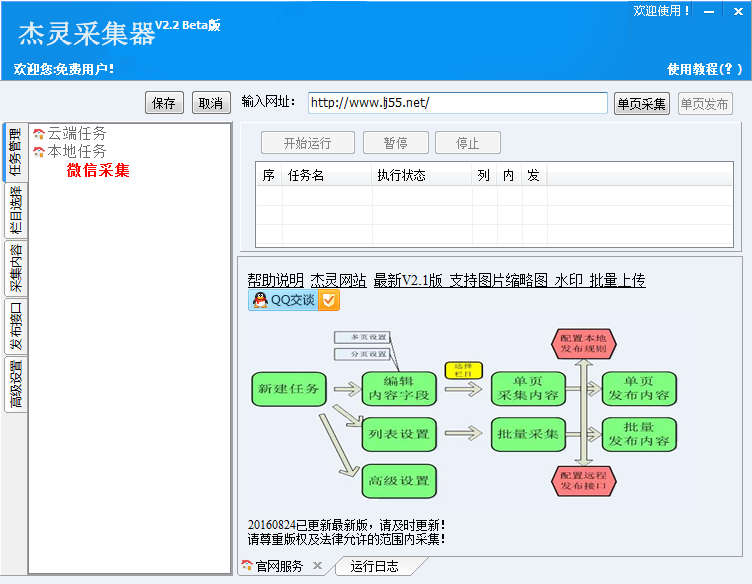 欢迎使用！
杰灵采集器V2.2 Beta版
欢迎您:免费用户!
使用教程(？)
保存 取消 输入网址： http://www.lj55.net/ 单页采集 单页发布
任务管理
栏目选择
采集内容
发布接口
高级设置
云端任务
本地任务
微信采集
开始运行 暂停 停止
序 任务名 执行状态 列 内 发
帮助说明 杰灵网站 最新V2.1版 支持图片缩略图 水印 批量上传
QQ交谈
多页设置
分页设置
新建任务
编辑
内容字段
选择
栏目
单页
采集内容
配置本地
发布规则
单页
发布内容
列表设置
批量采集
批量
发布内容
高级设置
配置远程
发布接口
20160824已更新最新版，请及时更新!
请尊重版权及法律允许的范围内采集!
官网服务 运行日志